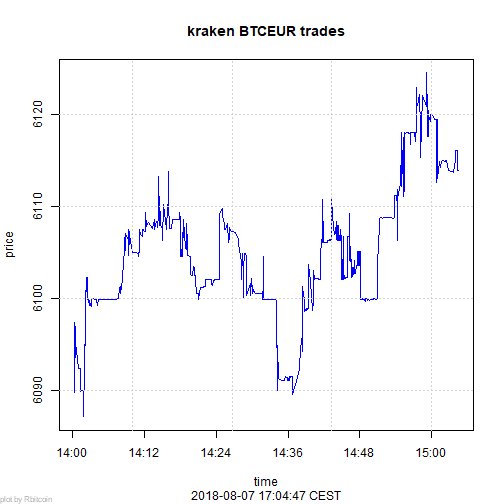 kraken BTCEUR trades
6120
6110
6100
6090
price
14:00 14:12 14:24 14:36 14:48 15:00
time
2018-08-07 17:04:47 CEST
plot by Rbitcoin